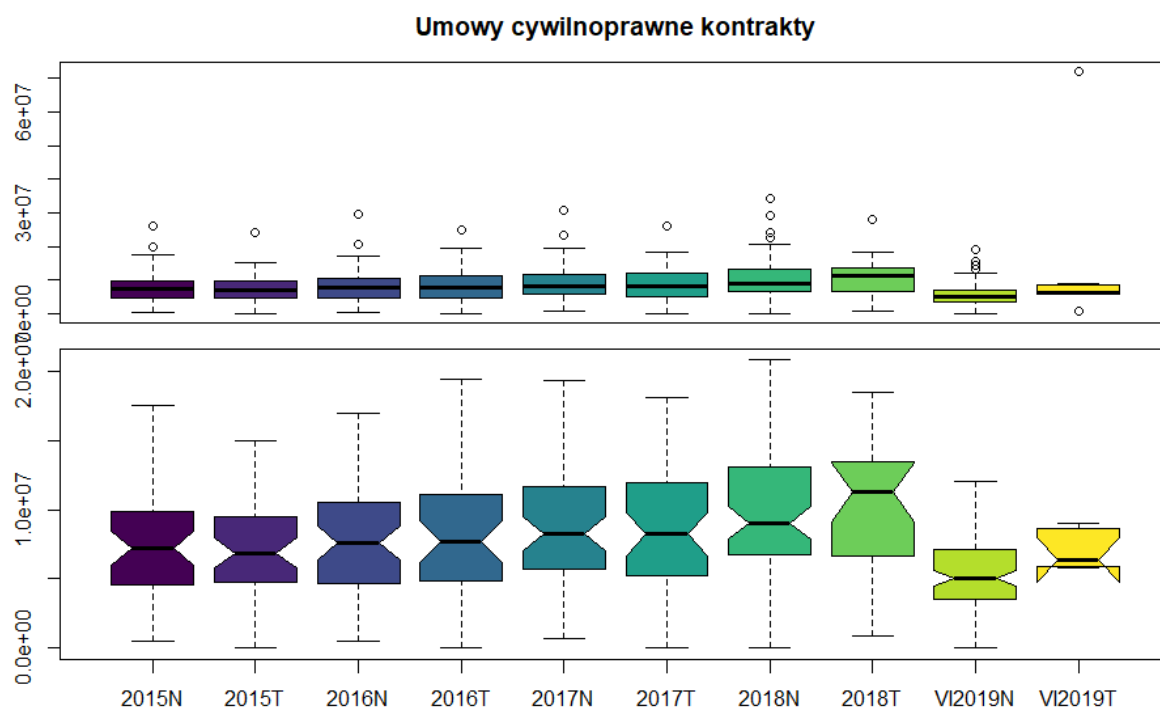 Umowy cywilnoprawne kontrakty
6e+07
3e+07
0e+00
2.0e+07
1.0e+07
0.0e+00
2015N 2015T 2016N 2016T 2017N 2017T 2018N 2018T VI2019N VI2019T